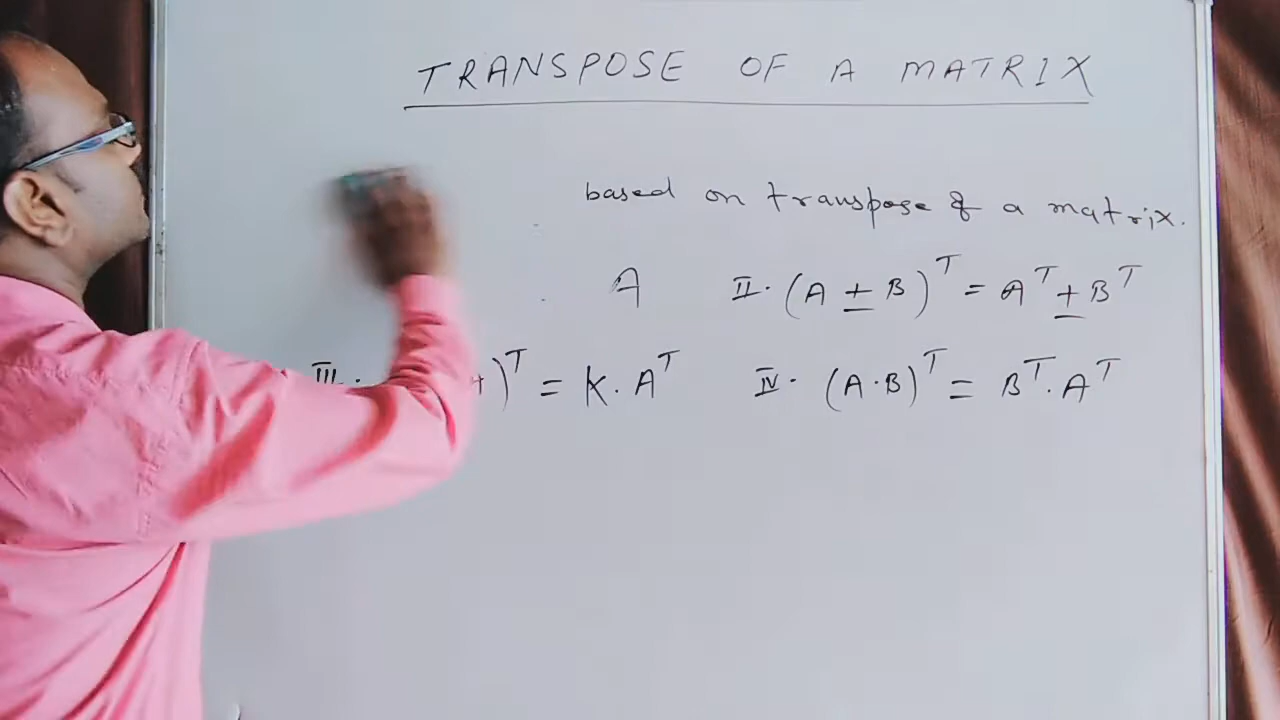 TRANSPOSE OF A MATRIX
based on transpose of a matrix.
A II. (A ± B)^T = A^T ± B^T
III. )^T = K. A^T IV. (A.B)^T = B^T. A^T